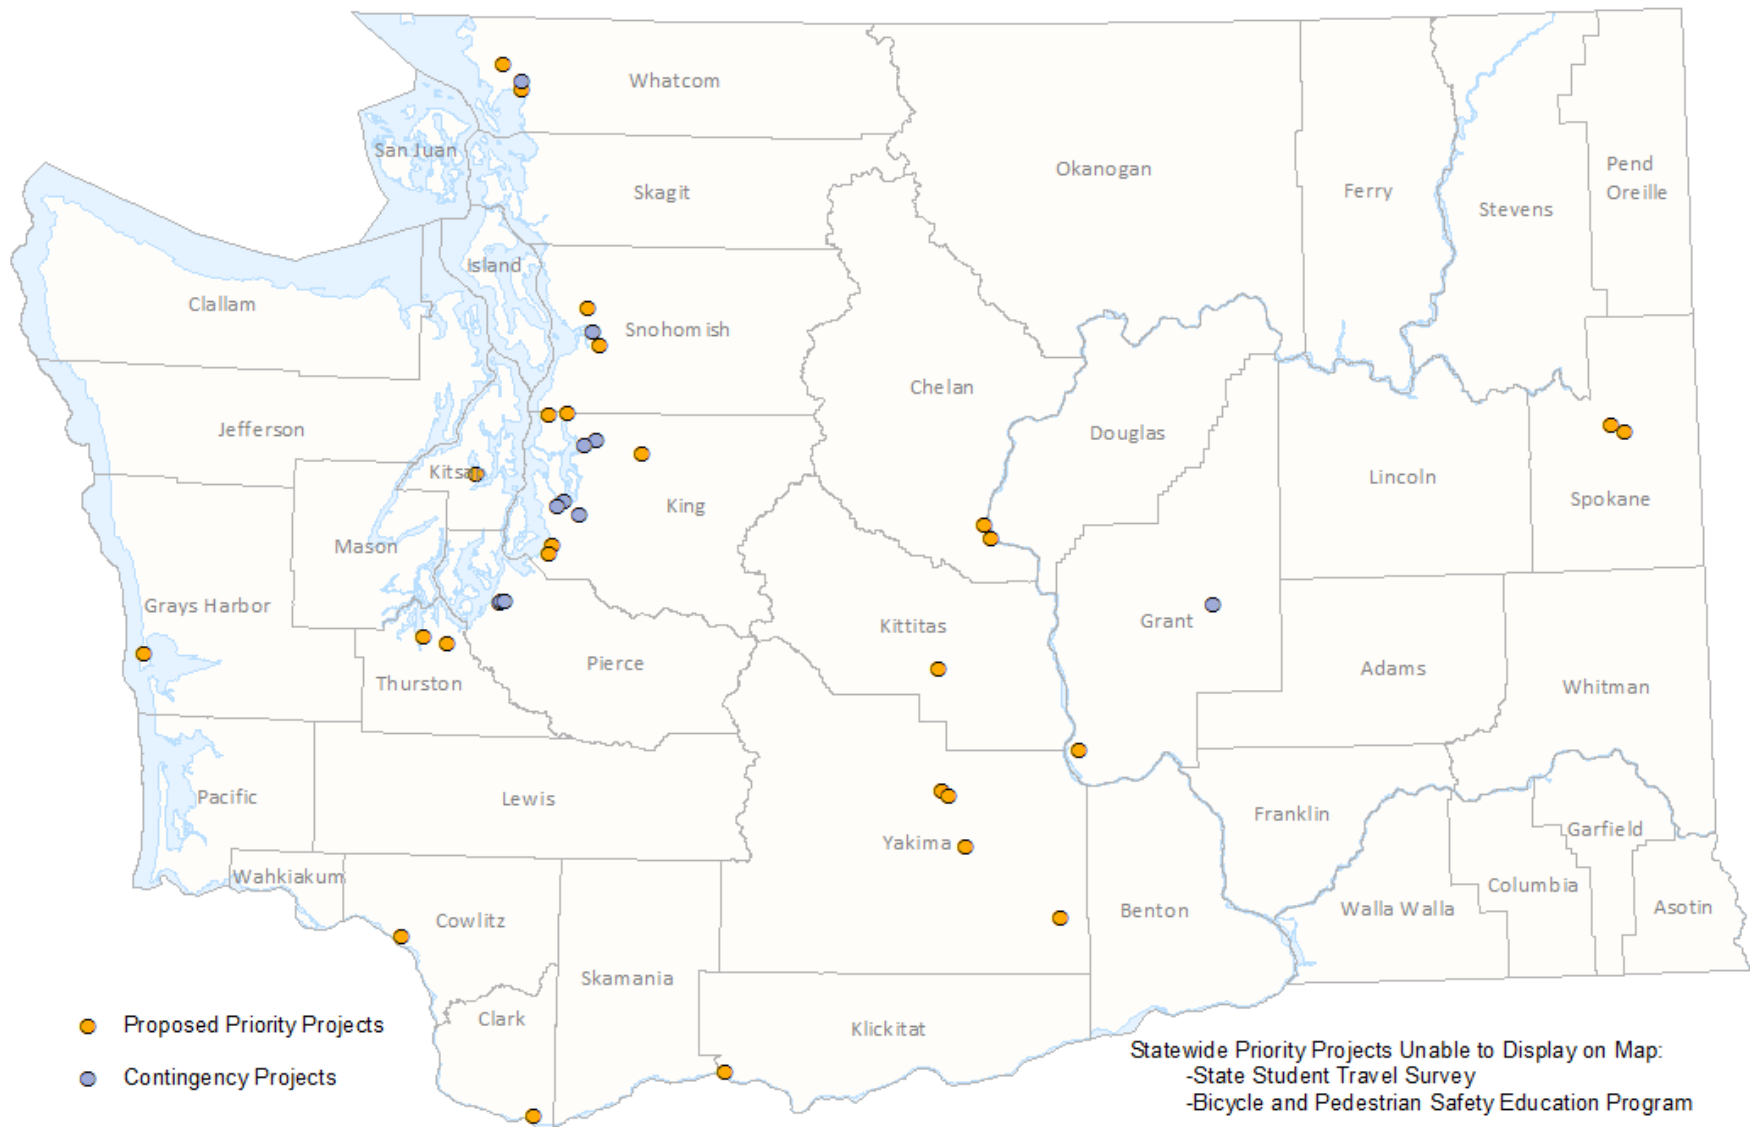 Whatcom
San Juan
Skagit
Okanogan
Ferry
Stevens
Pend
Oreille
Island
Clallam
Snohomish
Chelan
Jefferson
Douglas
Kitsap
King
Lincoln
Spokane
Mason
Grays Harbor
Kittitas
Grant
Pierce
Thurston
Adams
Whitman
Pacific
Lewis
Yakima
Franklin
Garfield
Wahkiakum
Cowlitz
Benton
Walla Walla
Columbia
Asotin
Skamania
Clark
Klickitat
Proposed Priority Projects
Contingency Projects
Statewide Priority Projects Unable to Display on Map:
-State Student Travel Survey
-Bicycle and Pedestrian Safety Education Program